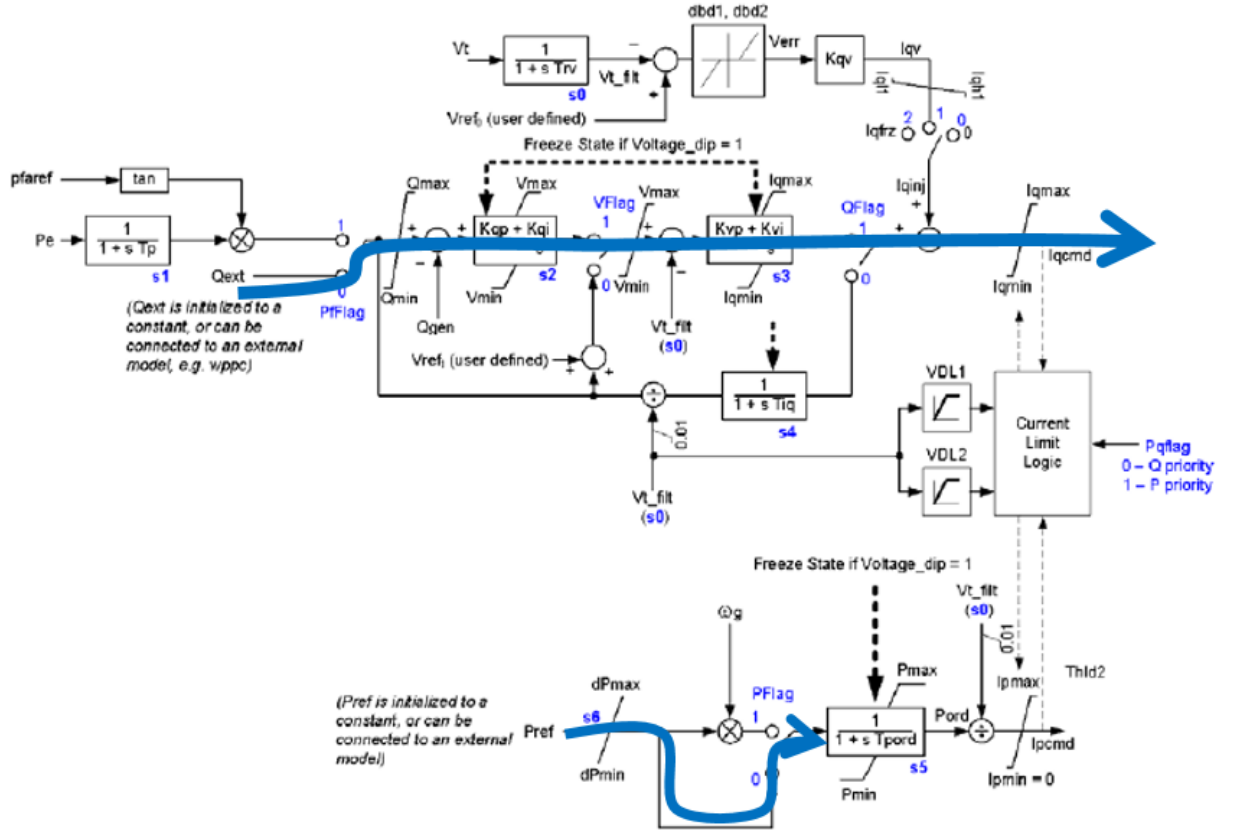 dbd1, dbd2
Vt
1
1 + s Trv
s0
Vt_filt
−
+
Verr
Kqv
Iqv
Iql1
Iqh1
Vref₀ (user defined)
Iqfrz
2
1
0
0
Freeze State if Voltage_dip = 1
pfaref
tan
Pe
1
1 + s Tp
s1
1
Qext
0
PfFlag
(Qext is initialized to a
constant, or can be
connected to an external
model, e.g. wppc)
Qmax
Qmin
+
−
Qgen
+
Vmax
Kqp + Kqi
s2
Vmin
VFlag
1
0
Vmax
Vmin
+
−
Vt_filt
(s0)
Iqmax
Kvp + Kvi
s
s3
Iqmin
QFlag
1
0
Iqinj
+
+
Iqmax
Iqmin
Iqcmd
Vref₁ (user defined)
+
+
÷
0.01
1
1 + s Tiq
s4
Vt_filt
(s0)
VDL1
VDL2
Current
Limit
Logic
Pqflag
0 – Q priority
1 – P priority
Freeze State if Voltage_dip = 1
Vt_filt
(s0)
0.01
ωg
(Pref is initialized to a
constant, or can be
connected to an external
model)
Pref
s6
dPmax
dPmin
PFlag
1
0
Pmax
1
1 + s Tpord
s5
Pmin
Pord
÷
Ipmax
Thld2
Ipcmd
Ipmin = 0